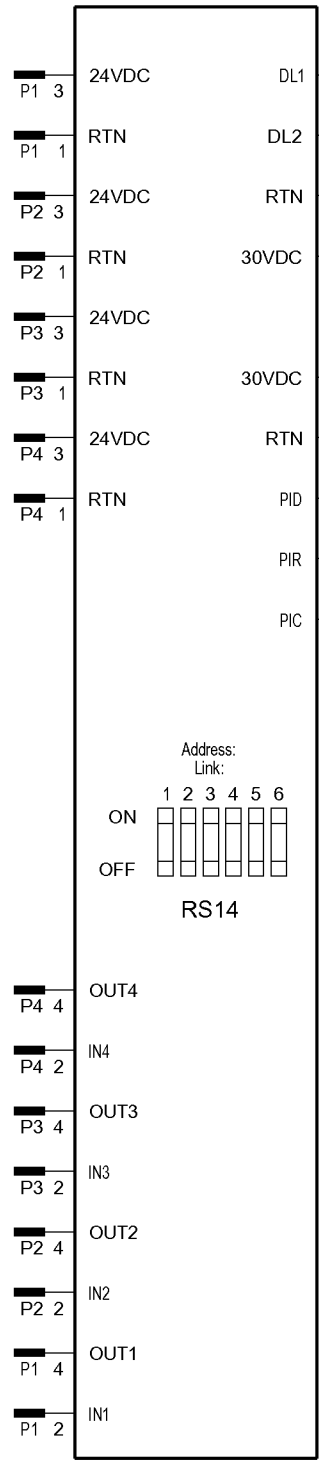 24VDC DL1
P1 3
RTN DL2
P1 1
24VDC RTN
P2 3
RTN 30VDC
P2 1
24VDC
P3 3
RTN 30VDC
P3 1
24VDC RTN
P4 3
RTN PID
P4 1
PIR
PIC
Address:
Link:
1 2 3 4 5 6
ON
OFF
RS14
OUT4
P4 4
IN4
P4 2
OUT3
P3 4
IN3
P3 2
OUT2
P2 4
IN2
P2 2
OUT1
P1 4
IN1
P1 2